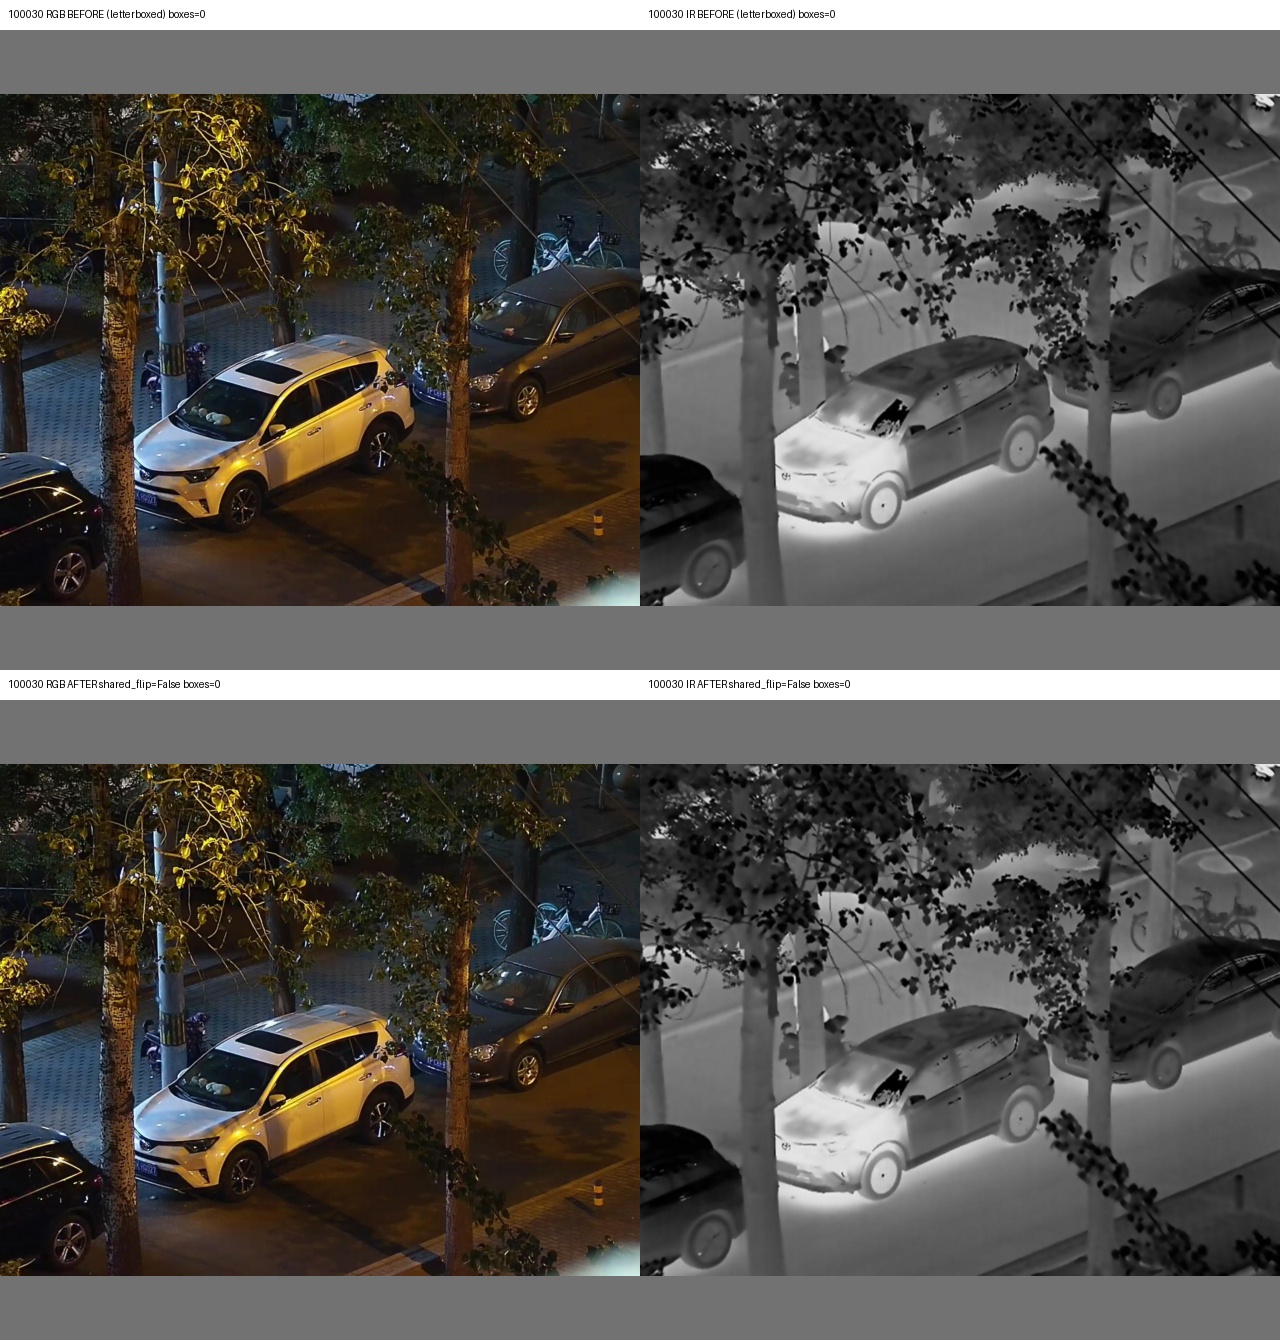 100030 RGB BEFORE (letterboxed) boxes=0
100030 IR BEFORE (letterboxed) boxes=0
100030 RGB AFTER shared_flip=False boxes=0
100030 IR AFTER shared_flip=False boxes=0